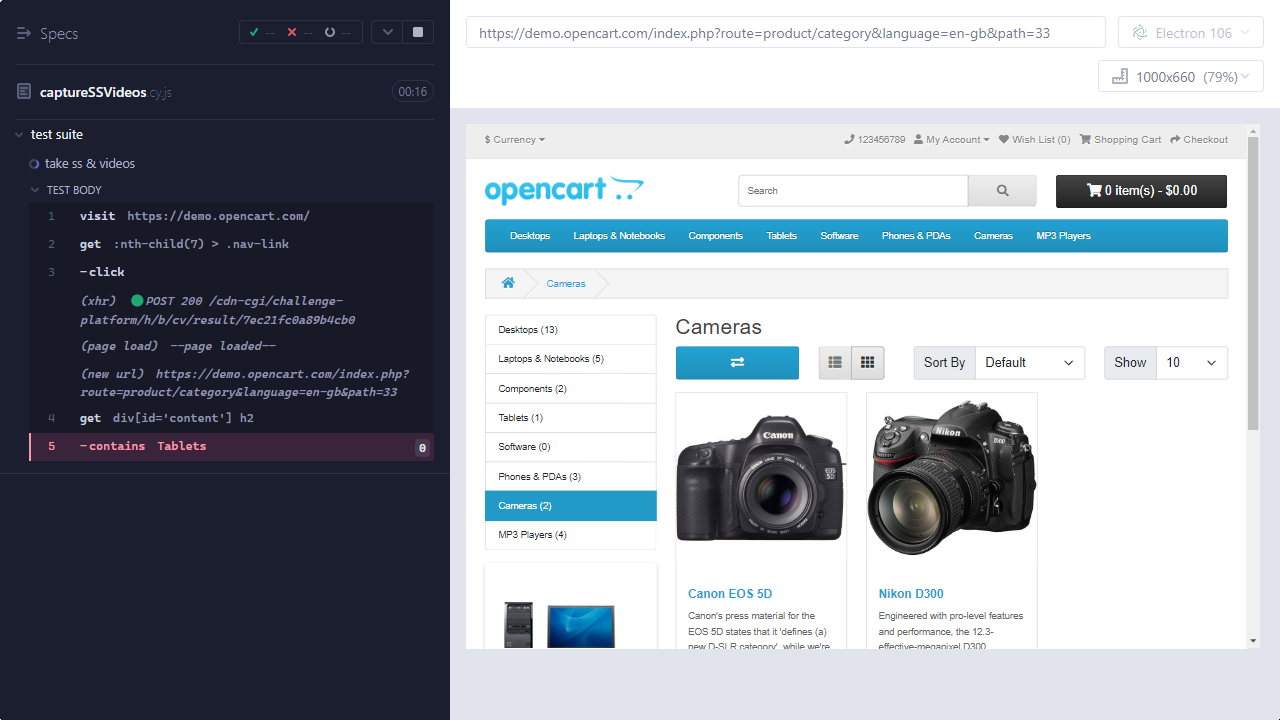 Specs
-- -- --
captureSSVideos.cy.js
00:16
test suite
take ss & videos
TEST BODY
1 visit https://demo.opencart.com/
2 get :nth-child(7) > .nav-link
3 -click
(xhr) POST 200 /cdn-cgi/challenge-
platform/h/b/cv/result/7ec21fc0a89b4cb0
(page load) --page loaded--
(new url) https://demo.opencart.com/index.php?
route=product/category&language=en-gb&path=33
4 get div[id='content'] h2
5 -contains Tablets 0
https://demo.opencart.com/index.php?route=product/category&language=en-gb&path=33
Electron 106
1000x660 (79%)
$ Currency
123456789 My Account Wish List (0) Shopping Cart Checkout
opencart
Search
0 item(s) - $0.00
Desktops Laptops & Notebooks Components Tablets Software Phones & PDAs Cameras MP3 Players
Cameras
Desktops (13)
Laptops & Notebooks (5)
Components (2)
Tablets (1)
Software (0)
Phones & PDAs (3)
Cameras (2)
MP3 Players (4)
Cameras
Sort By Default
Show 10
Canon
EOS
5D
Nikon
D300
Canon EOS 5D
Canon's press material for the
EOS 5D states that it 'defines (a)
new D-SLR category', while we're
Nikon D300
Engineered with pro-level features
and performance, the 12.3-
effective-megapixel D300